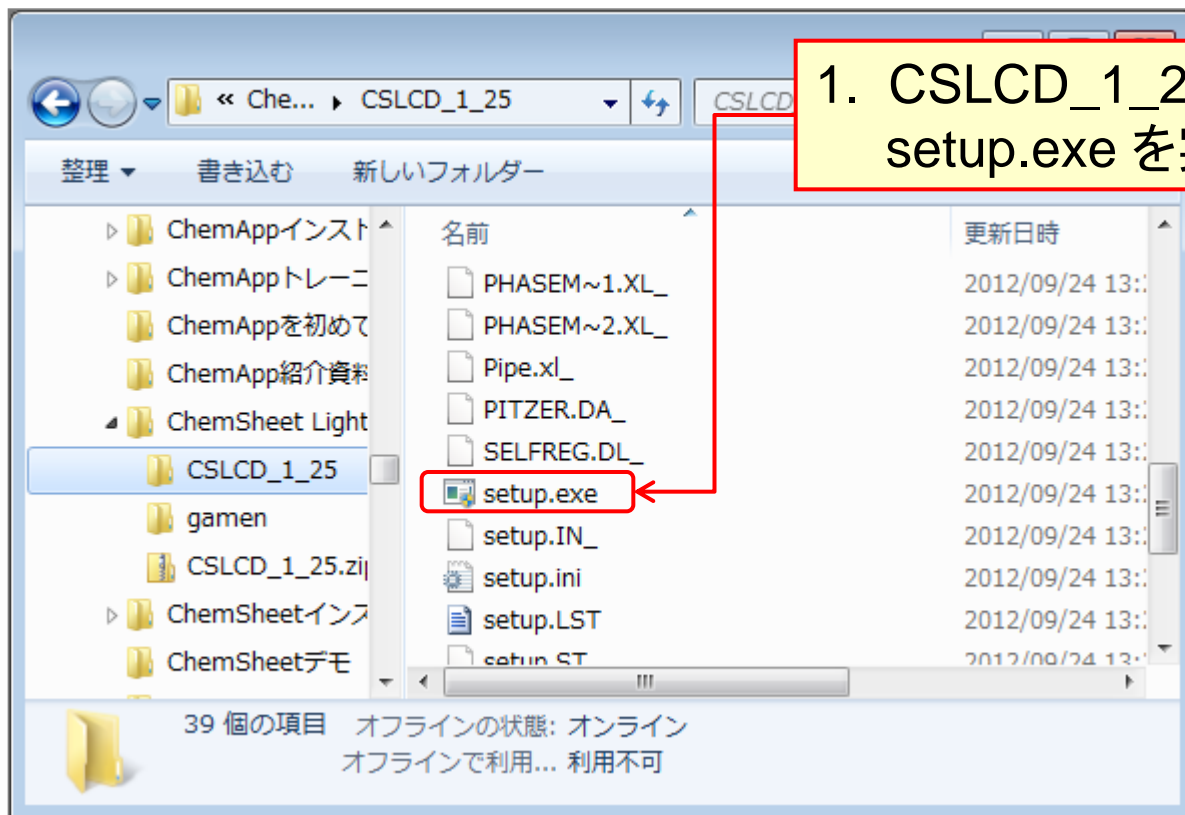 « Che... ▸ CSLCD_1_25
CSLCD
1. CSLCD_1_2
setup.exe を
整理 ▼ 書き込む 新しいフォルダー
ChemAppインスト
ChemAppトレーニ
ChemAppを初めて
ChemApp紹介資料
ChemSheet Light
CSLCD_1_25
gamen
CSLCD_1_25.zip
ChemSheetインス
ChemSheetデモ
名前 更新日時
PHASEM~1.XL_ 2012/09/24 13:
PHASEM~2.XL_ 2012/09/24 13:
Pipe.xl_ 2012/09/24 13:
PITZER.DA_ 2012/09/24 13:
SELFREG.DL_ 2012/09/24 13:
setup.exe 2012/09/24 13:
setup.IN_ 2012/09/24 13:
setup.ini 2012/09/24 13:
setup.LST 2012/09/24 13:
setup.ST 2012/09/24 13:
39 個の項目 オフラインの状態: オンライン
オフラインで利用... 利用不可